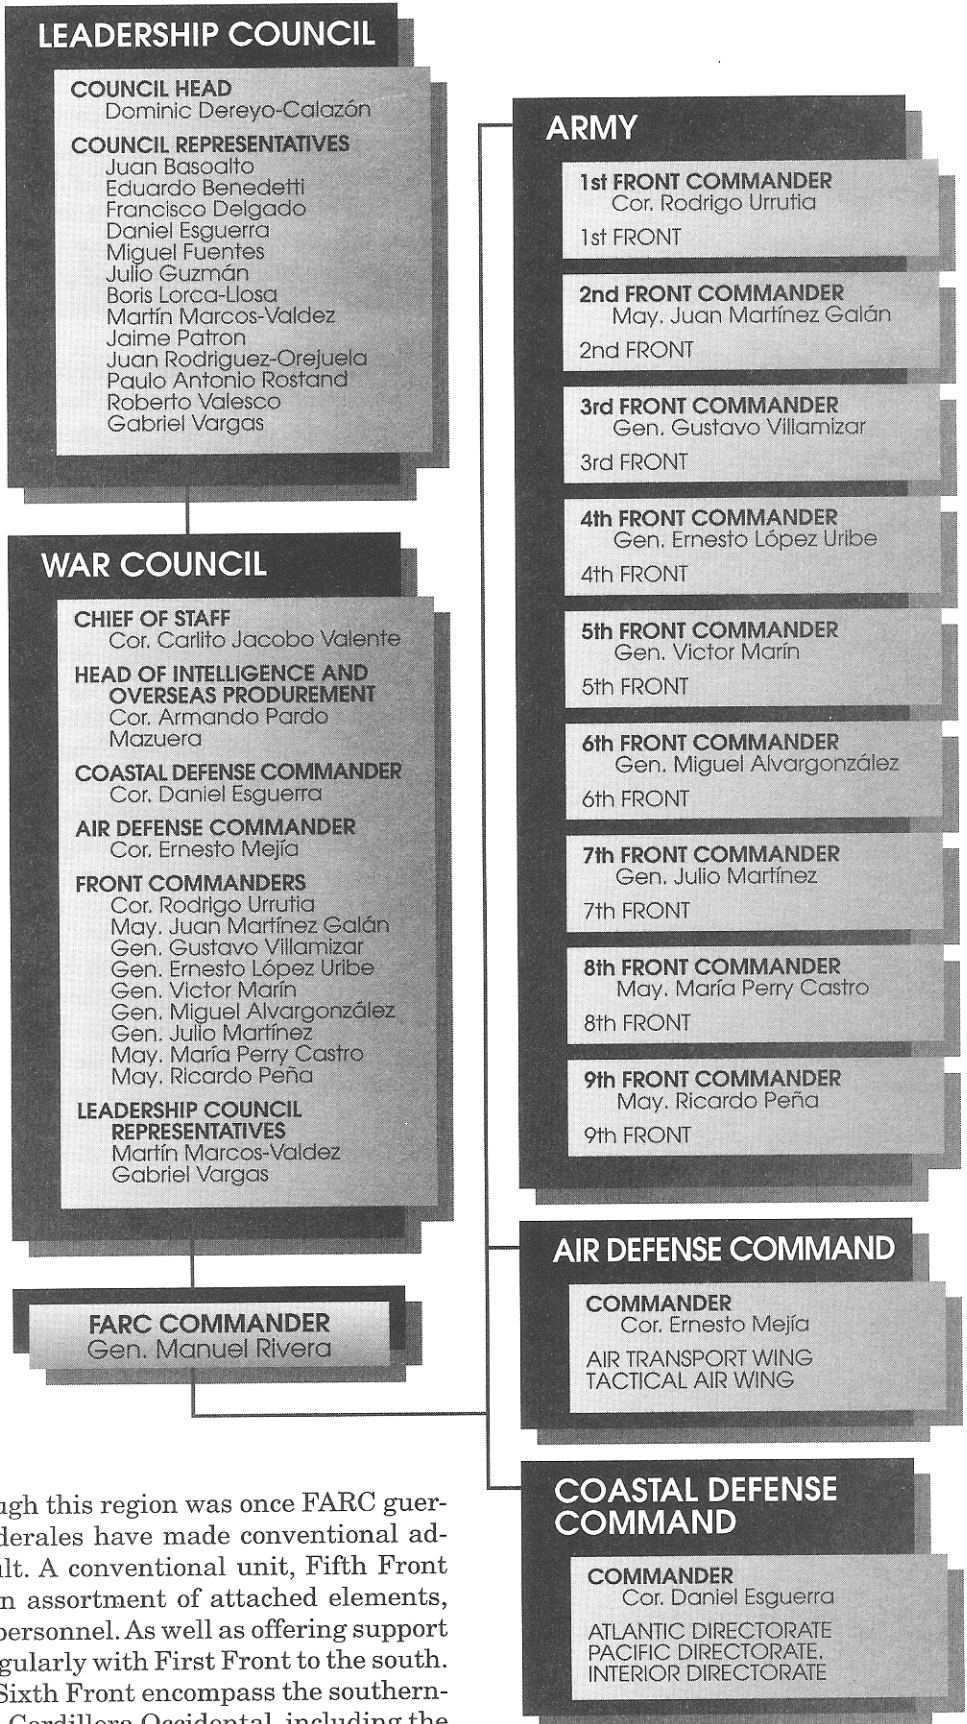 LEADERSHIP COUNCIL
COUNCIL HEAD
Dominic Dereyo-Calazón
COUNCIL REPRESENTATIVES
Juan Basoalto
Eduardo Benedetti
Francisco Delgado
Daniel Esguerra
Miguel Fuentes
Julio Guzmán
Boris Lorca-Llosa
Martín Marcos-Valdez
Jaime Patron
Juan Rodriguez-Orejuela
Paulo Antonio Rostand
Roberto Valesco
Gabriel Vargas
WAR COUNCIL
CHIEF OF STAFF
Cor. Carlito Jacobo Valente
HEAD OF INTELLIGENCE AND
OVERSEAS PRODUREMENT
Cor. Armando Pardo
Mazuera
COASTAL DEFENSE COMMANDER
Cor. Daniel Esguerra
AIR DEFENSE COMMANDER
Cor. Ernesto Mejía
FRONT COMMANDERS
Cor. Rodrigo Urrutia
May. Juan Martínez Galán
Gen. Gustavo Villamizar
Gen. Ernesto López Uribe
Gen. Victor Marín
Gen. Miguel Alvargonzález
Gen. Julio Martínez
May. María Perry Castro
May. Ricardo Peña
LEADERSHIP COUNCIL
REPRESENTATIVES
Martín Marcos-Valdez
Gabriel Vargas
FARC COMMANDER
Gen. Manuel Rivera
ARMY
1st FRONT COMMANDER
Cor. Rodrigo Urrutia
1st FRONT
2nd FRONT COMMANDER
May. Juan Martínez Galán
2nd FRONT
3rd FRONT COMMANDER
Gen. Gustavo Villamizar
3rd FRONT
4th FRONT COMMANDER
Gen. Ernesto López Uribe
4th FRONT
5th FRONT COMMANDER
Gen. Victor Marín
5th FRONT
6th FRONT COMMANDER
Gen. Miguel Alvargonzález
6th FRONT
7th FRONT COMMANDER
Gen. Julio Martínez
7th FRONT
8th FRONT COMMANDER
May. María Perry Castro
8th FRONT
9th FRONT COMMANDER
May. Ricardo Peña
9th FRONT
AIR DEFENSE COMMAND
COMMANDER
Cor. Ernesto Mejía
AIR TRANSPORT WING
TACTICAL AIR WING
COASTAL DEFENSE
COMMAND
COMMANDER
Cor. Daniel Esguerra
ATLANTIC DIRECTORATE
PACIFIC DIRECTORATE.
INTERIOR DIRECTORATE
ugh this region was once FARC guer-
derales have made conventional ad-
ult. A conventional unit, Fifth Front
n assortment of attached elements,
personnel. As well as offering support
gularly with First Front to the south.
Sixth Front encompass the southern-
Cordillera Occidental, including the